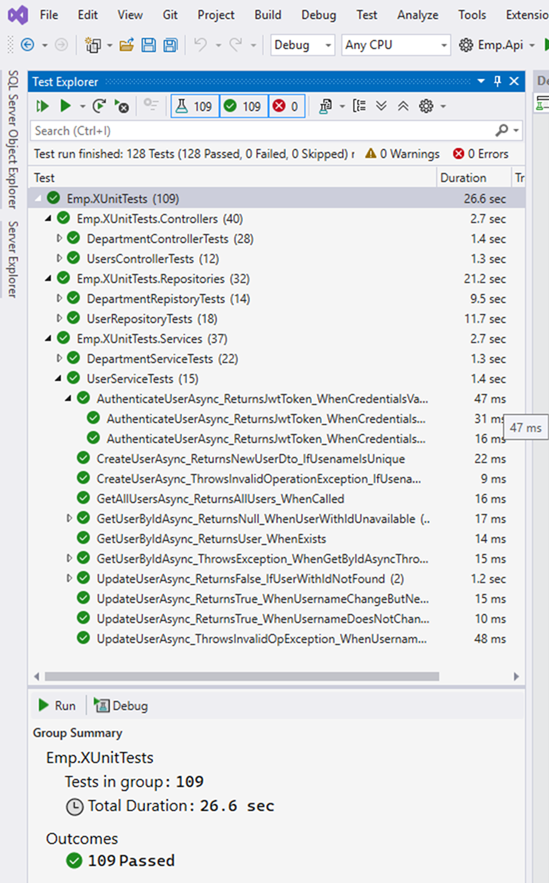 File Edit View Git Project Build Debug Test Analyze Tools Extensio
Debug Any CPU Emp.Api
SQL Server Object Explorer
Server Explorer
Test Explorer
De
109 109 0
Search (Ctrl+I)
Test run finished: 128 Tests (128 Passed, 0 Failed, 0 Skipped) r 0 Warnings 0 Errors
Test Duration Tr
Emp.XUnitTests (109) 26.6 sec
Emp.XUnitTests.Controllers (40) 2.7 sec
DepartmentControllerTests (28) 1.4 sec
UsersControllerTests (12) 1.3 sec
Emp.XUnitTests.Repositories (32) 21.2 sec
DepartmentRepistoryTests (14) 9.5 sec
UserRepositoryTests (18) 11.7 sec
Emp.XUnitTests.Services (37) 2.7 sec
DepartmentServiceTests (22) 1.3 sec
UserServiceTests (15) 1.4 sec
AuthenticateUserAsync_ReturnsJwtToken_WhenCredentialsVa... 47 ms
AuthenticateUserAsync_ReturnsJwtToken_WhenCredentials... 31 ms
47 ms
AuthenticateUserAsync_ReturnsJwtToken_WhenCredentials... 16 ms
CreateUserAsync_ReturnsNewUserDto_IfUsenameIsUnique 22 ms
CreateUserAsync_ThrowsInvalidOperationException_IfUsena... 9 ms
GetAllUsersAsync_ReturnsAllUsers_WhenCalled 16 ms
GetUserByIdAsync_ReturnsNull_WhenUserWithIdUnavailable (... 17 ms
GetUserByIdAsync_ReturnsUser_WhenExists 14 ms
GetUserByIdAsync_ThrowsException_WhenGetByIdAsyncThro... 15 ms
UpdateUserAsync_ReturnsFalse_IfUserWithIdNotFound (2) 1.2 sec
UpdateUserAsync_ReturnsTrue_WhenUsernameChangeButNe... 15 ms
UpdateUserAsync_ReturnsTrue_WhenUsernameDoesNotChan... 10 ms
UpdateUserAsync_ThrowsInvalidOpException_WhenUsernam... 48 ms
Run Debug
Group Summary
Emp.XUnitTests
Tests in group: 109
Total Duration: 26.6 sec
Outcomes
109 Passed